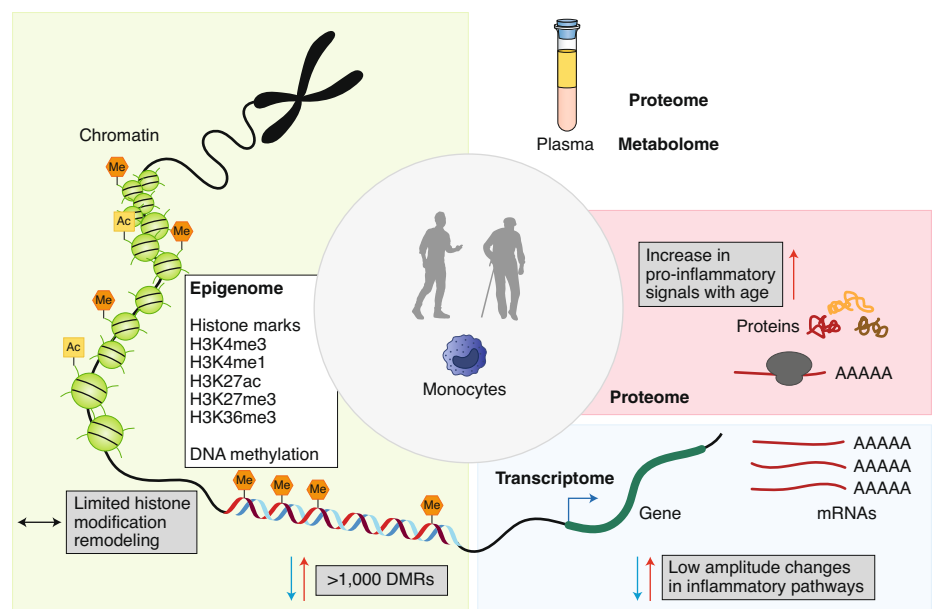 Chromatin
Me
Ac
Me
Me
Ac
Epigenome
Histone marks
H3K4me3
H3K4me1
H3K27ac
H3K27me3
H3K36me3
DNA methylation
Me
Me
Me
Me
Limited histone
modification
remodeling
>1,000 DMRs
Plasma
Proteome
Metabolome
Monocytes
Increase in
pro-inflammatory
signals with age
Proteins
AAAAA
Proteome
Transcriptome
Gene
AAAAA
AAAAA
AAAAA
mRNAs
Low amplitude changes
in inflammatory pathways